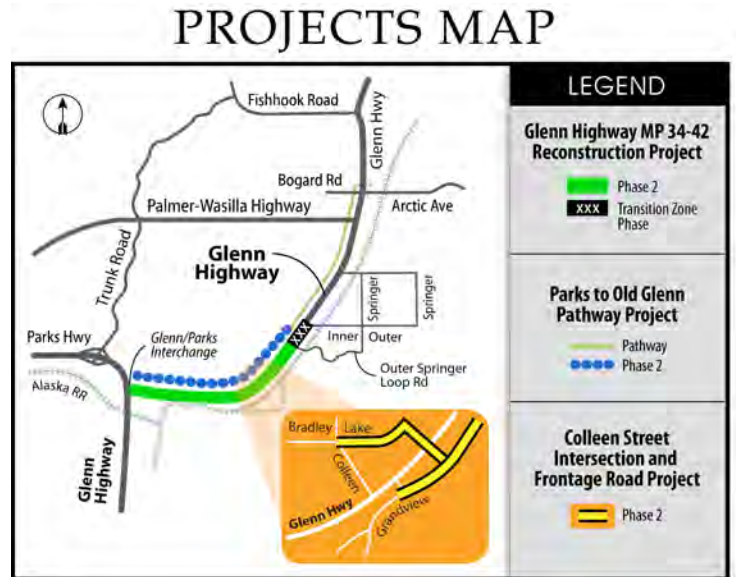 PROJECTS MAP
Fishhook Road
Glenn Hwy
Bogard Rd
Arctic Ave
Palmer-Wasilla Highway
Trunk Road
Glenn
Highway
Springer
Springer
Parks Hwy
Glenn/Parks
Interchange
XXX
Inner
Outer
Alaska RR
Outer Springer
Loop Rd
Glenn
Highway
Bradley
Lake
Colleen
Glenn Hwy
Grandview
LEGEND
Glenn Highway MP 34-42
Reconstruction Project
Phase 2
XXX
Transition Zone
Phase
Parks to Old Glenn
Pathway Project
Pathway
Phase 2
Colleen Street
Intersection and
Frontage Road Project
Phase 2